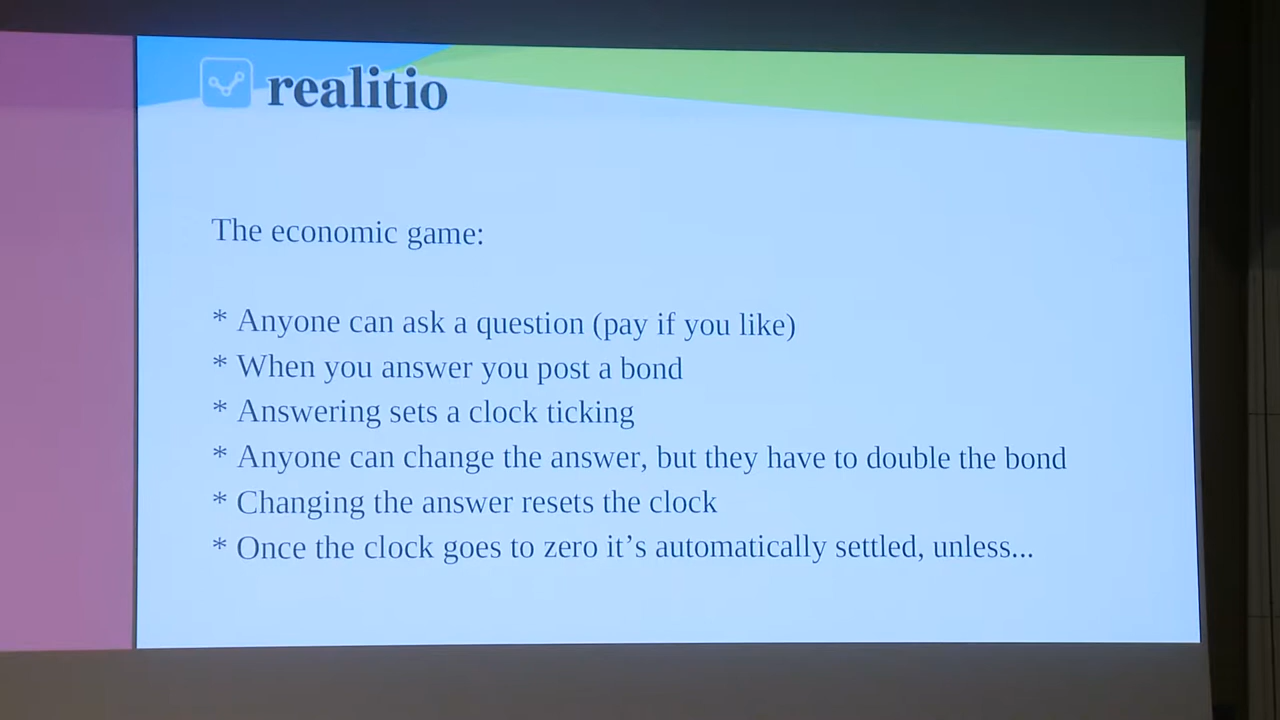 realitio
The economic game:
* Anyone can ask a question (pay if you like)
* When you answer you post a bond
* Answering sets a clock ticking
* Anyone can change the answer, but they have to double the bond
* Changing the answer resets the clock
* Once the clock goes to zero it’s automatically settled, unless...